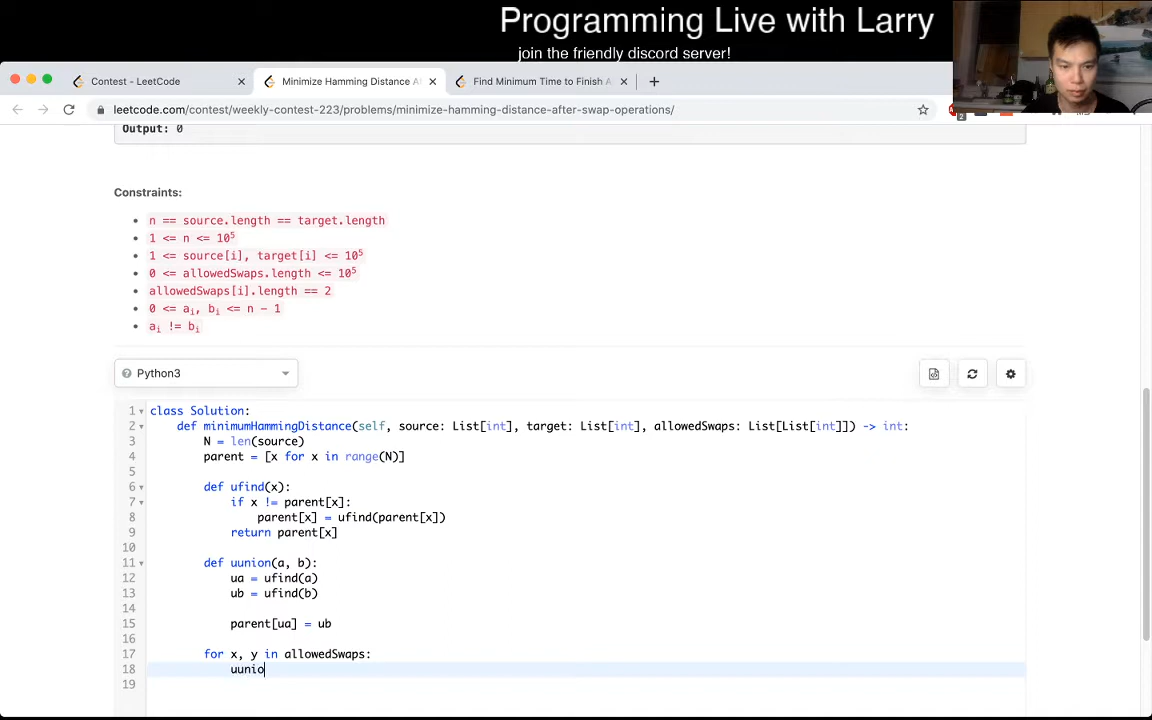 Programming Live with Larry
join the friendly discord server!
Contest - LeetCode
Minimize Hamming Distance A
Find Minimum Time to Finish A
leetcode.com/contest/weekly-contest-223/problems/minimize-hamming-distance-after-swap-operations/
2
Output: 0
Constraints:
n == source.length == target.length
1 <= n <= 10⁵
1 <= source[i], target[i] <= 10⁵
0 <= allowedSwaps.length <= 10⁵
allowedSwaps[i].length == 2
0 <= aᵢ, bᵢ <= n - 1
aᵢ != bᵢ
Python3
1 class Solution:
2 def minimumHammingDistance(self, source: List[int], target: List[int], allowedSwaps: List[List[int]]) -> int:
3 N = len(source)
4 parent = [x for x in range(N)]
5
6 def ufind(x):
7 if x != parent[x]:
8 parent[x] = ufind(parent[x])
9 return parent[x]
10
11 def uunion(a, b):
12 ua = ufind(a)
13 ub = ufind(b)
14
15 parent[ua] = ub
16
17 for x, y in allowedSwaps:
18 uunio
19